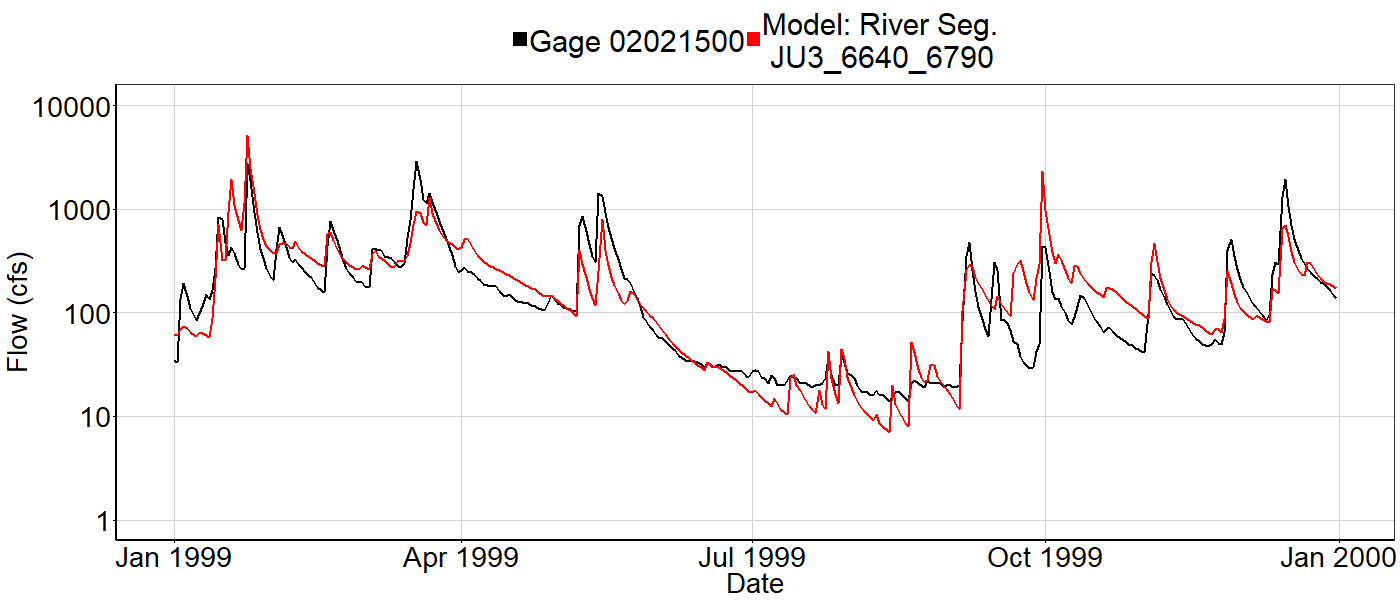 Gage 02021500
Model: River Seg.
JU3_6640_6790
10000
1000
100
10
1
Flow (cfs)
Jan 1999 Apr 1999 Jul 1999 Oct 1999 Jan 2000
Date